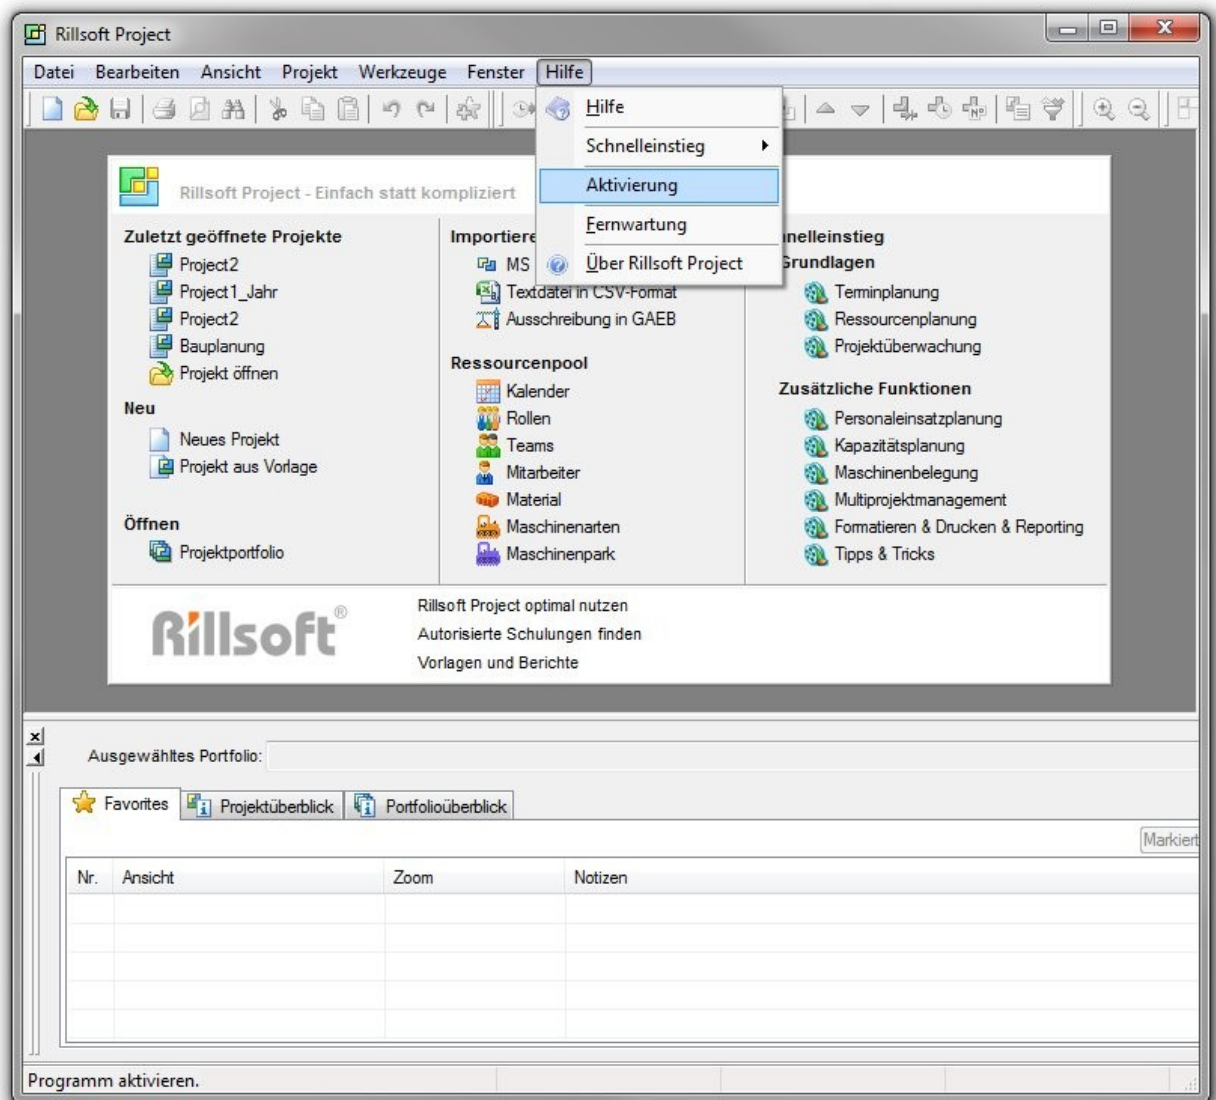 Rillsoft Project
Datei Bearbeiten Ansicht Projekt Werkzeuge Fenster Hilfe
Hilfe
Schnelleinstieg
Aktivierung
Fernwartung
Über Rillsoft Project
Rillsoft Project - Einfach statt kompliziert
Zuletzt geöffnete Projekte
Project2
Project1_Jahr
Project2
Bauplanung
Projekt öffnen
Neu
Neues Projekt
Projekt aus Vorlage
Öffnen
Projektportfolio
Importiere
MS
Textdatei in CSV-Format
Ausschreibung in GAEB
Ressourcenpool
Kalender
Rollen
Teams
Mitarbeiter
Material
Maschinenarten
Maschinenpark
nelleinstieg
Grundlagen
Terminplanung
Ressourcenplanung
Projektüberwachung
Zusätzliche Funktionen
Personaleinsatzplanung
Kapazitätsplanung
Maschinenbelegung
Multiprojektmanagement
Formatieren & Drucken & Reporting
Tipps & Tricks
Rillsoft®
Rillsoft Project optimal nutzen
Autorisierte Schulungen finden
Vorlagen und Berichte
Ausgewähltes Portfolio:
Favorites Projektüberblick Portfolioüberblick
Markiert
Nr. Ansicht Zoom Notizen
Programm aktivieren.